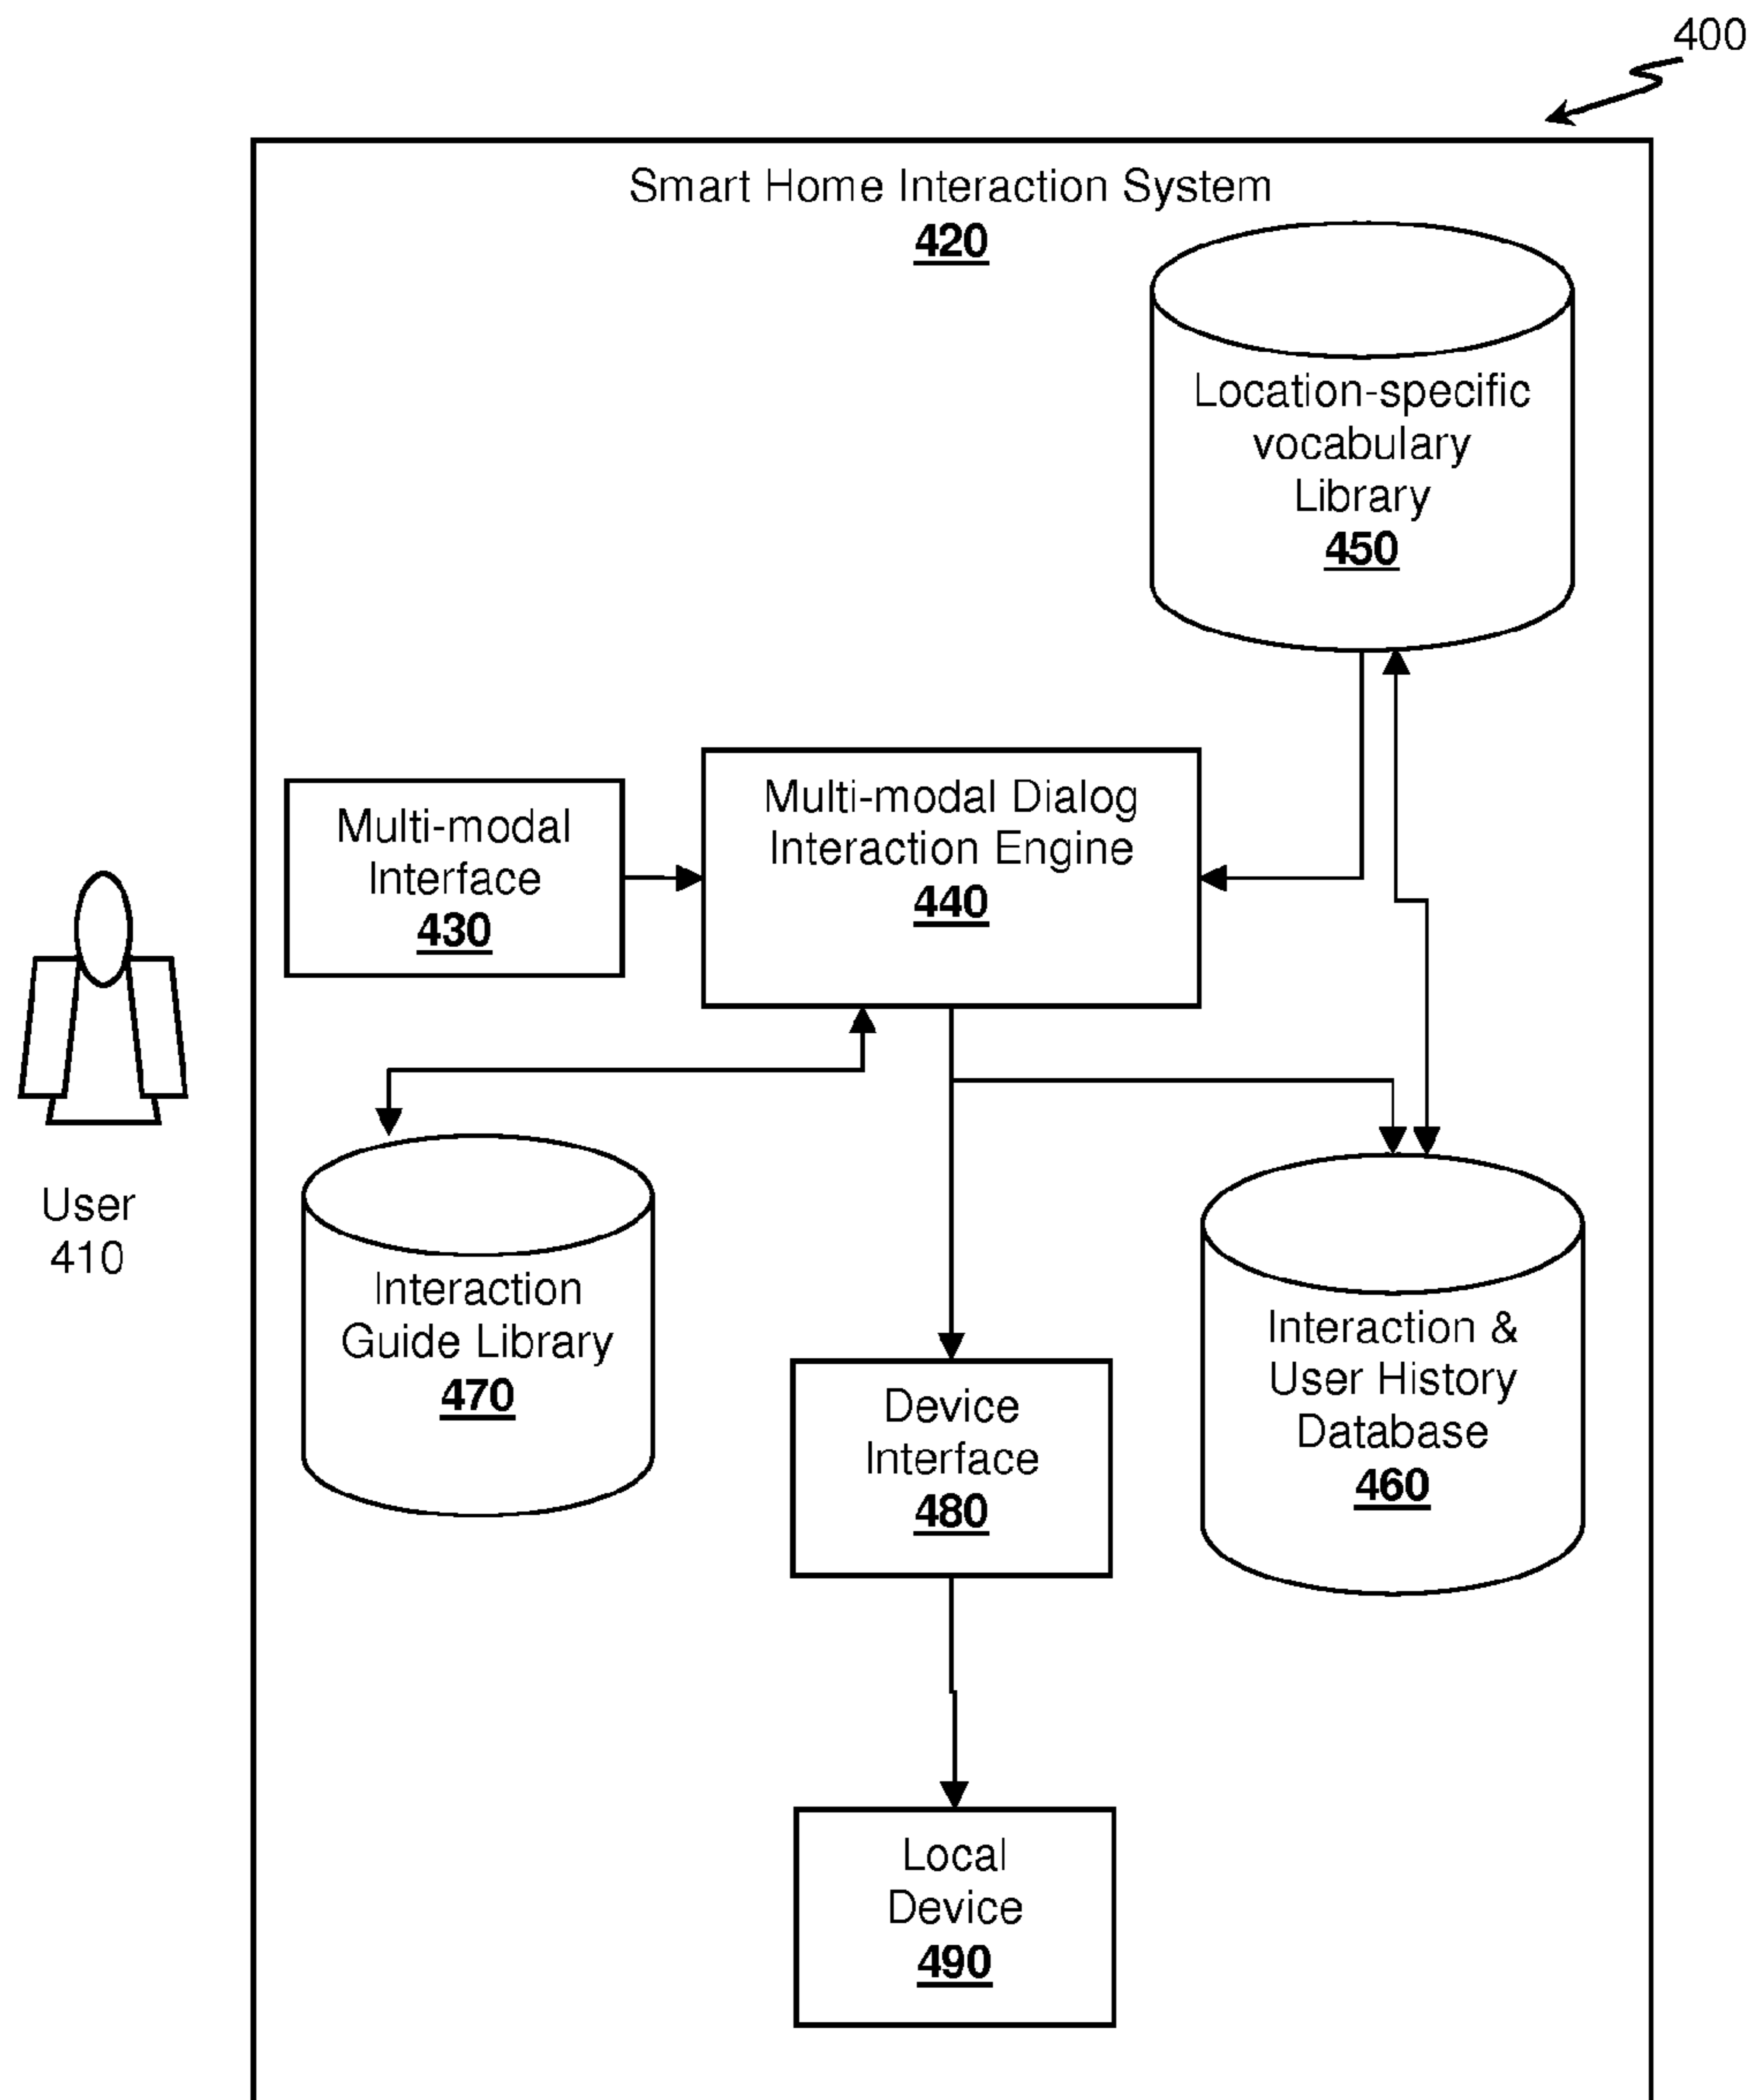 400
Smart Home Interaction System
420
Location-specific
vocabulary
Library
450
Multi-modal
Interface
430
Multi-modal Dialog
Interaction Engine
440
User
410
Interaction
Guide Library
470
Device
Interface
480
Interaction &
User History
Database
460
Local
Device
490